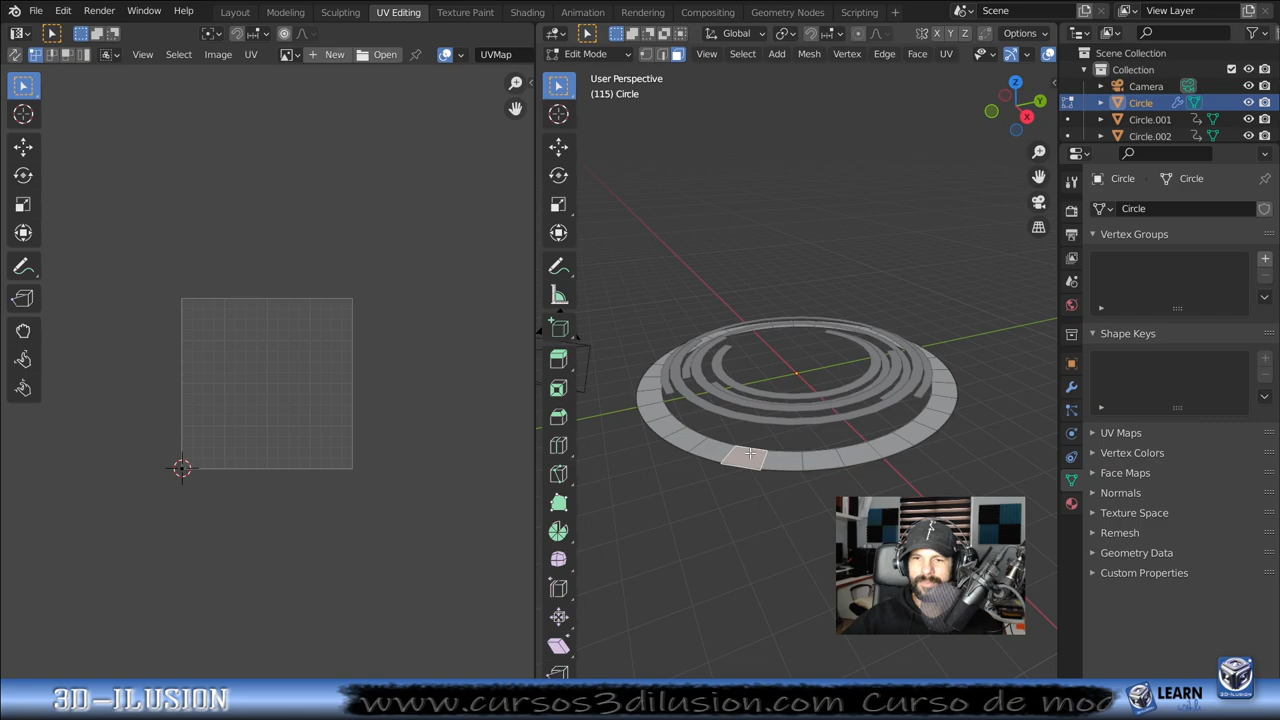 File Edit Render Window Help Layout Modeling Sculpting UV Editing Texture Paint Shading Animation Rendering Compositing Geometry Nodes Scripting + Scene View Layer
New Open Global Options
View Select Image UV UVMap Edit Mode View Select Add Mesh Vertex Edge Face UV
X Y Z
User Perspective
(115) Circle
Z
Y
X
Scene Collection
Collection
Camera
Circle
Circle.001
Circle.002
Circle Circle
Circle
Vertex Groups
Shape Keys
UV Maps
Vertex Colors
Face Maps
Normals
Texture Space
Remesh
Geometry Data
Custom Properties
3D-ILUSION www.cursos3dilusion.com Curso de mod
LEARN